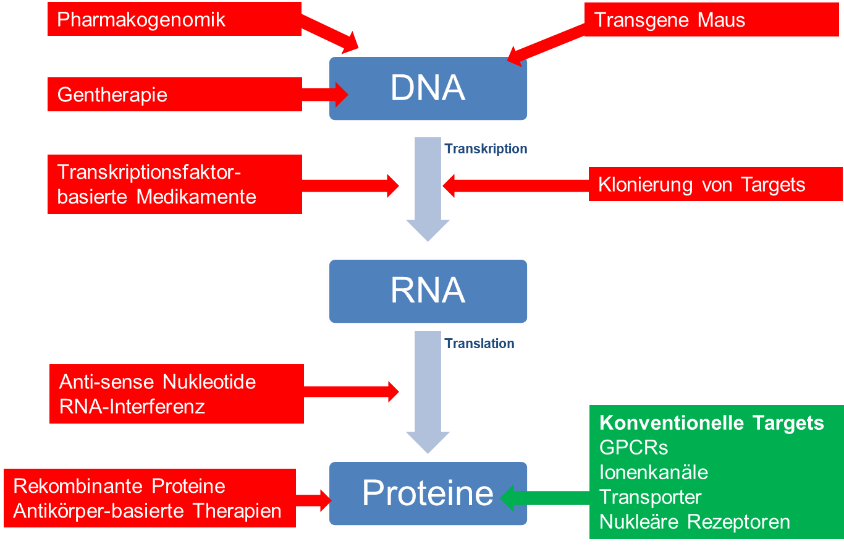 Pharmakogenomik
Transgene Maus
DNA
Gentherapie
Transkription
Transkriptionsfaktor-
basierte Medikamente
Klonierung von Targets
RNA
Translation
Anti-sense Nukleotide
RNA-Interferenz
Konventionelle Targets
GPCRs
Ionenkanäle
Transporter
Nukleäre Rezeptoren
Rekombinante Proteine
Antikörper-basierte Therapien
Proteine